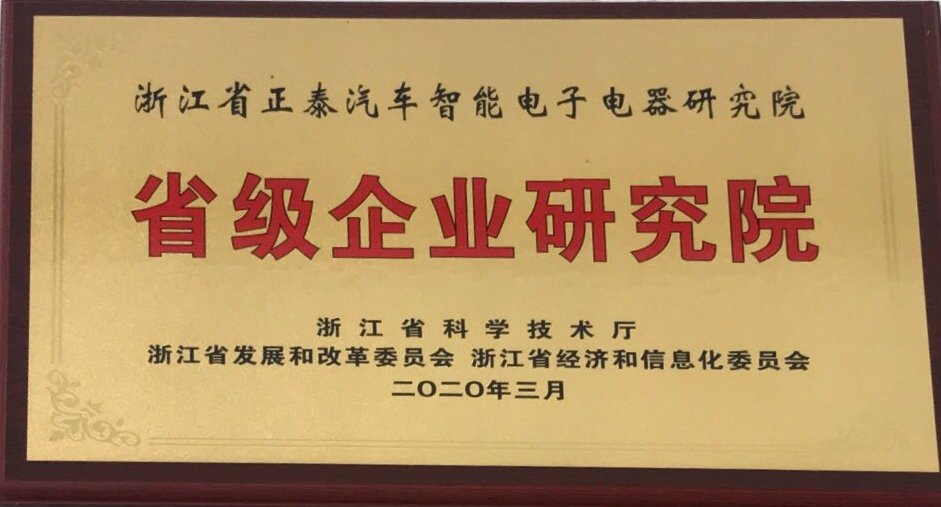 浙江省正泰汽车智能电子电器研究院
省级企业研究院
浙江省科学技术厅
浙江省发展和改革委员会 浙江省经济和信息化委员会
二〇二〇年三月